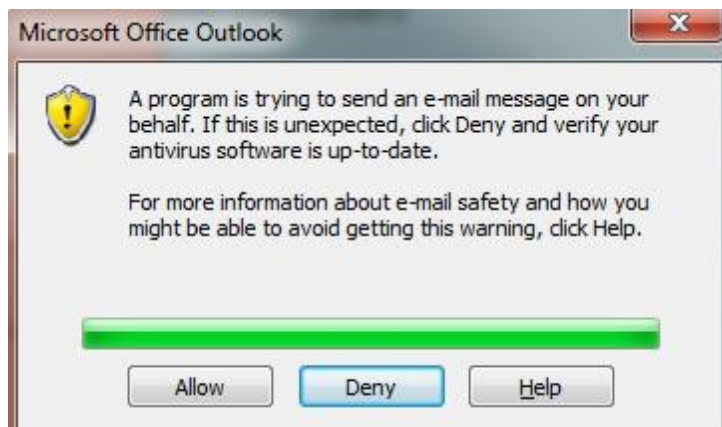 Microsoft Office Outlook
A program is trying to send an e-mail message on your
behalf. If this is unexpected, click Deny and verify your
antivirus software is up-to-date.
For more information about e-mail safety and how you
might be able to avoid getting this warning, click Help.
Allow Deny Help